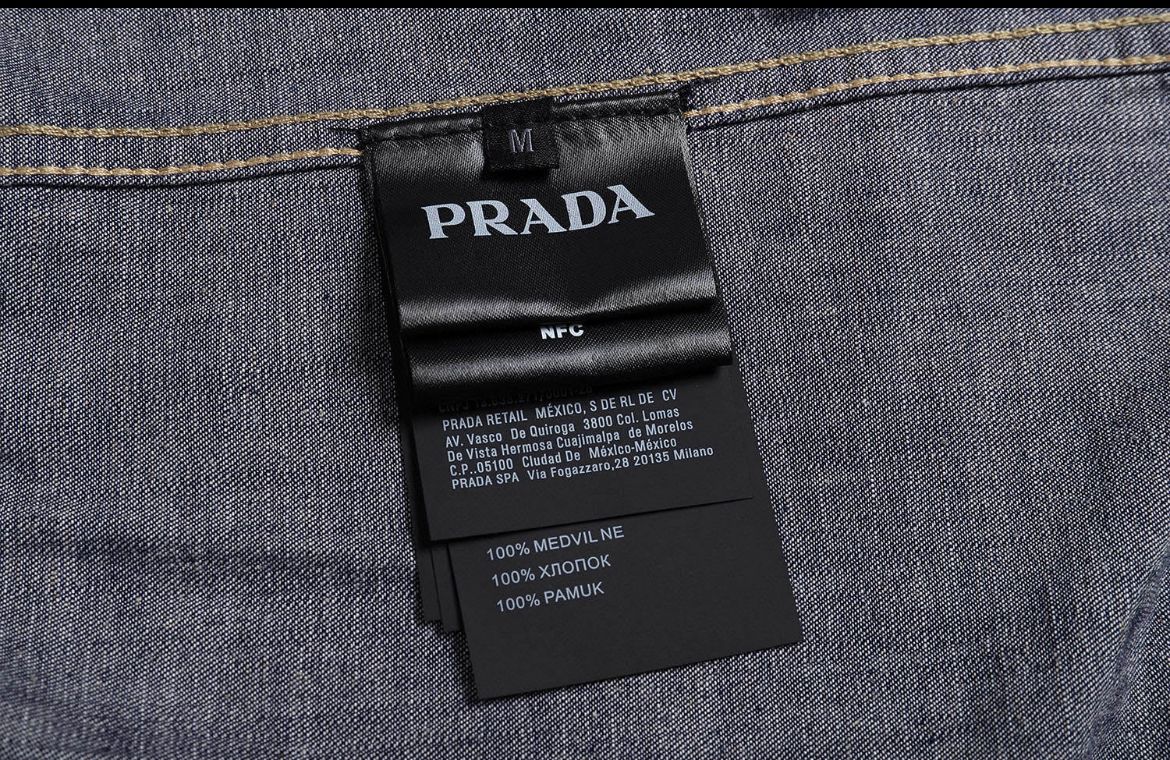 M
PRADA
NFC
PRADA RETAIL MÉXICO, S DE RL DE CV
AV. Vasco De Quiroga 3800 Col. Lomas
De Vista Hermosa Cuajimalpa de Morelos
C.P..05100 Ciudad De MéxIco-MéxIco
PRADA SPA Via Fogazzaro,28 20135 Milano
100% MEDVIL NE
100% ХЛОПОК
100% PAMUK